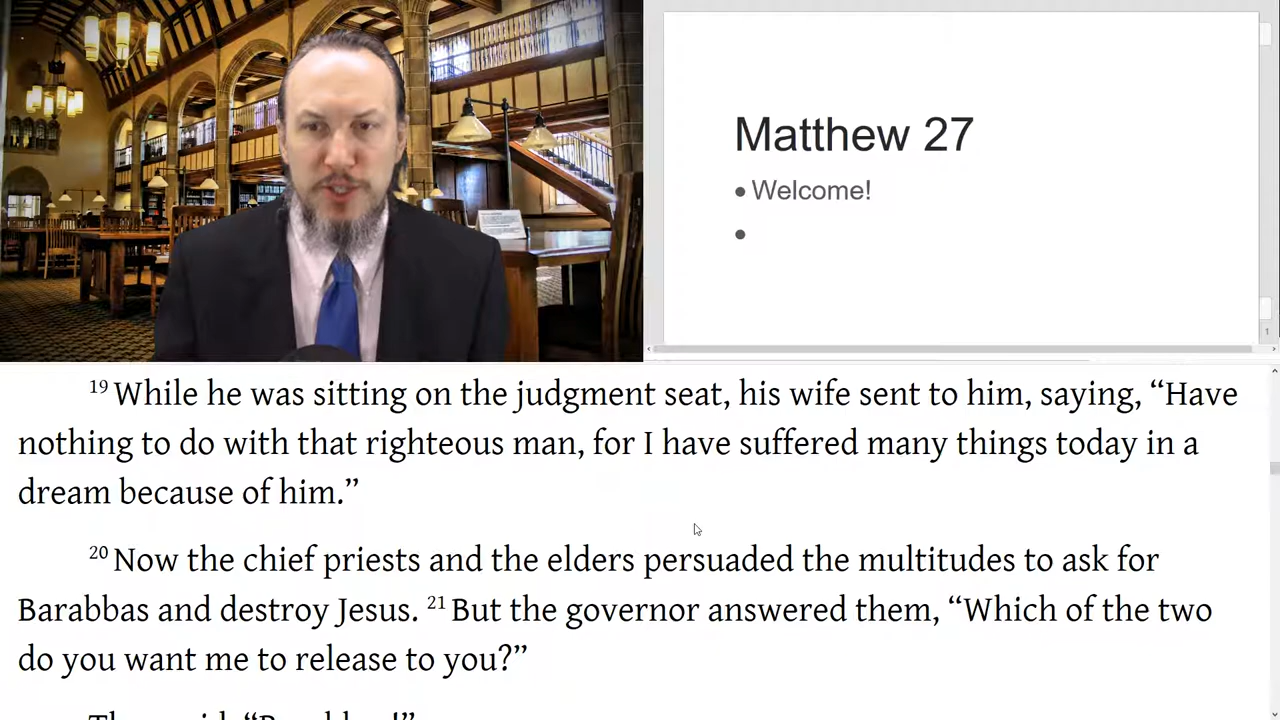 Matthew 27
• Welcome!
•
1
19 While he was sitting on the judgment seat, his wife sent to him, saying, “Have
nothing to do with that righteous man, for I have suffered many things today in a
dream because of him.”
20 Now the chief priests and the elders persuaded the multitudes to ask for
Barabbas and destroy Jesus. 21 But the governor answered them, “Which of the two
do you want me to release to you?”